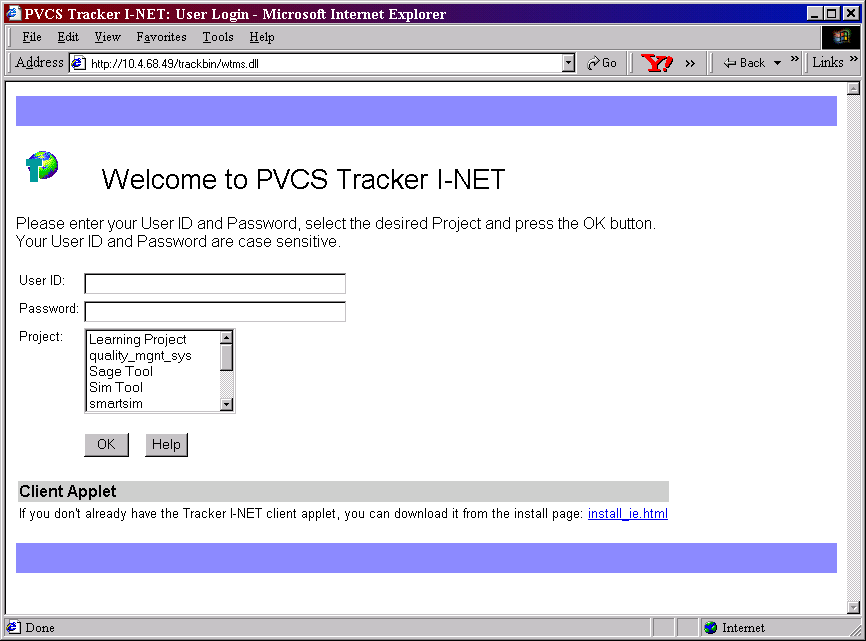 PVCS Tracker I-NET: User Login - Microsoft Internet Explorer
File Edit View Favorites Tools Help
Address http://10.4.68.49/trackbin/wtms.dll Go Y! » Back » Links »
Welcome to PVCS Tracker I-NET
Please enter your User ID and Password, select the desired Project and press the OK button.
Your User ID and Password are case sensitive.
User ID:
Password:
Project:
Learning Project
quality_mgnt_sys
Sage Tool
Sim Tool
smartsim
OK Help
Client Applet
If you don't already have the Tracker I-NET client applet, you can download it from the install page: install_ie.html
Done Internet